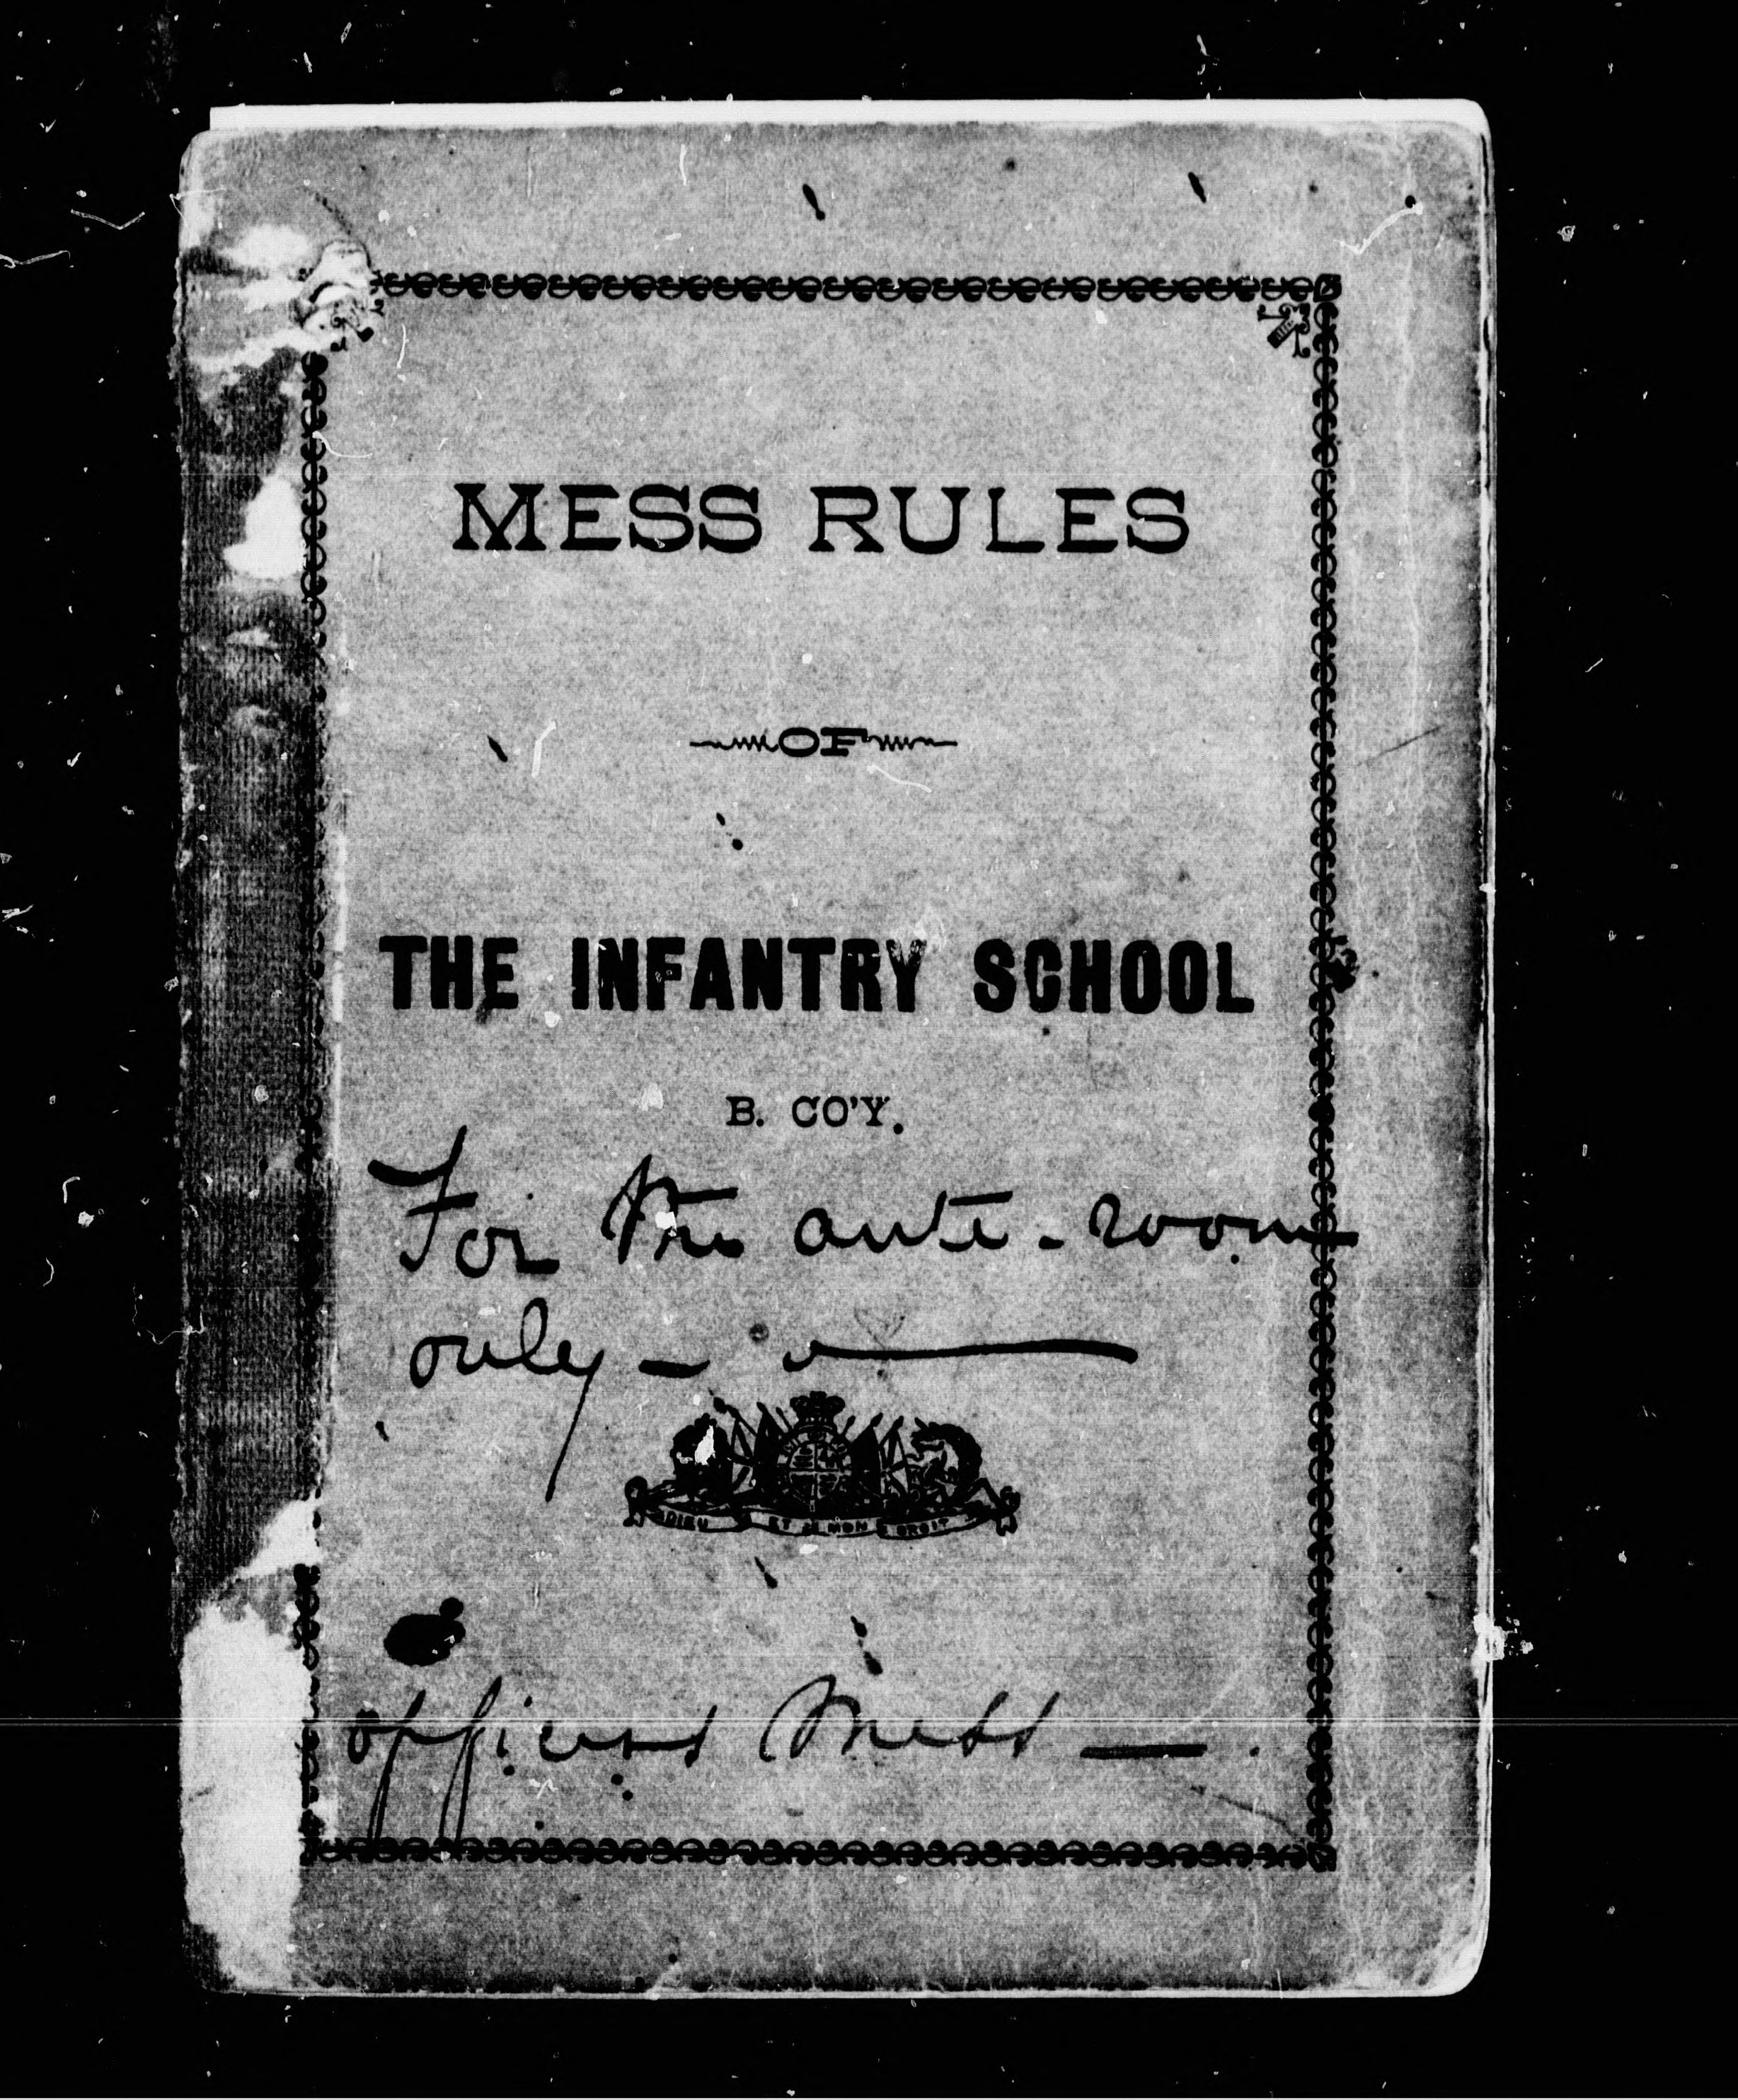 MESS RULES
OF
THE INFANTRY SCHOOL
B. CO'Y.
For the ante-room
only —
DIEU ET MON DROIT
officers Mess — .